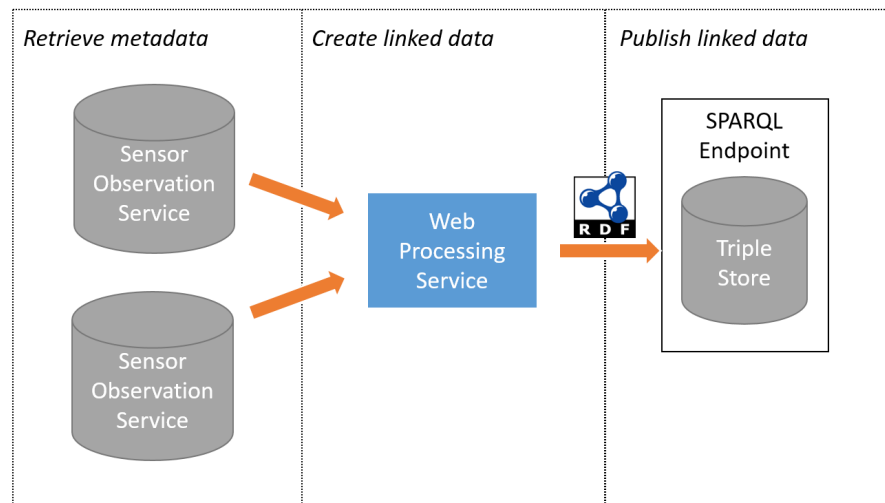 Retrieve metadata
Create linked data
Publish linked data
Sensor
Observation
Service
Sensor
Observation
Service
Web
Processing
Service
RDF
SPARQL
Endpoint
Triple
Store